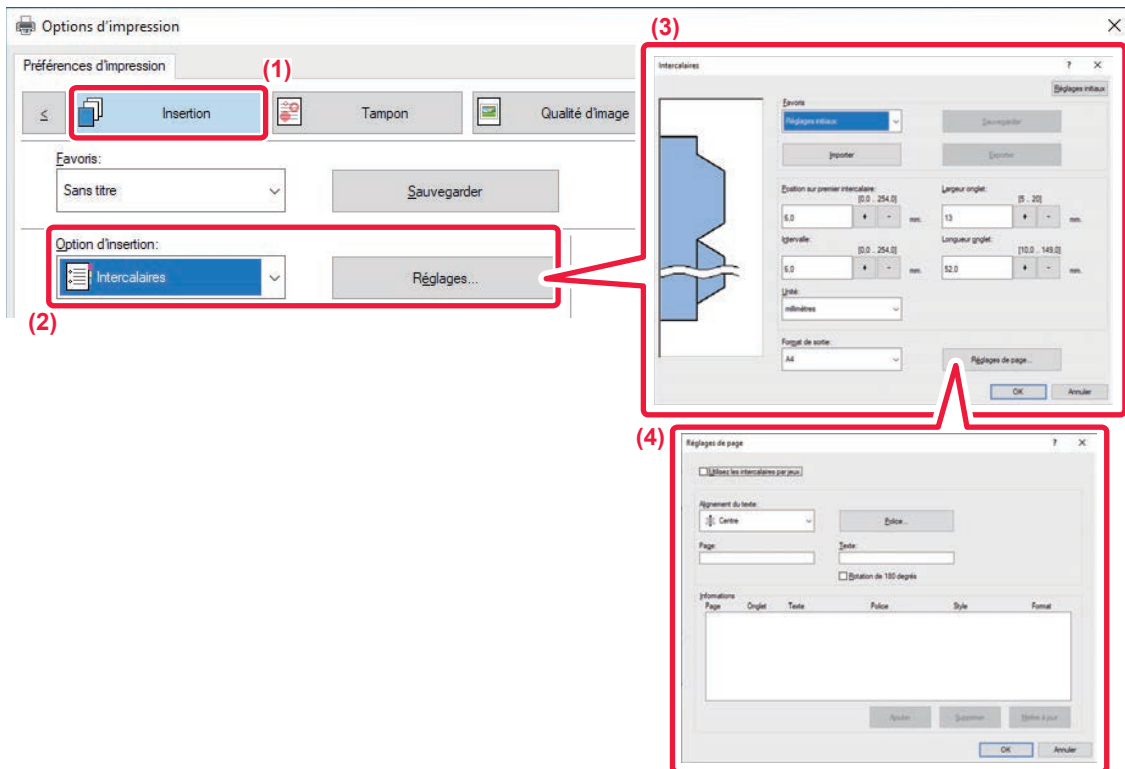 Options d'impression
Préférences d'impression
(1)
≤
Insertion
Tampon
Qualité d'image
Favoris:
Sans titre
Sauvegarder
Option d'insertion:
Intercalaires
Réglages...
(2)
(3)
Intercalaires
?
Réglages initiaux
Favoris
Réglages initiaux
Sauvegarder
Importer
Exporter
Position sur premier intercalaire:
[0,0 .. 254,0]
6,0
+ -
mm.
Largeur onglet:
[5 .. 20]
13
+ -
mm.
Intervalle:
[0,0 .. 254,0]
6,0
+ -
mm.
Longueur onglet:
[10,0 .. 149,0]
52,0
+ -
mm.
Unité:
millimètres
Format de sortie:
A4
Réglages de page...
OK
Annuler
(4)
Réglages de page
?
Utilisez les intercalaires par jeux
Alignement du texte:
Centre
Police...
Page:
Texte:
Rotation de 180 degrés
Informations
Page Onglet Texte Police Style Format
Ajouter
Supprimer
Mettre à jour
OK
Annuler